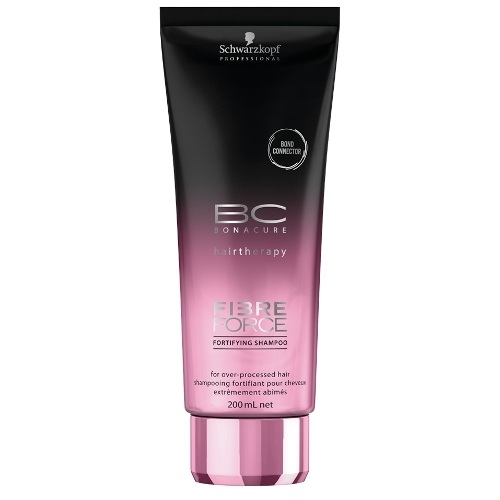 Schwarzkopf
PROFESSIONAL
BOND
CONNECTOR
BC
BONACURE
hairtherapy
FIBRE
FORCE
FORTIFYING SHAMPOO
for over-processed hair
shampooing fortifiant pour cheveux
extrêmement abîmés
200 mL net